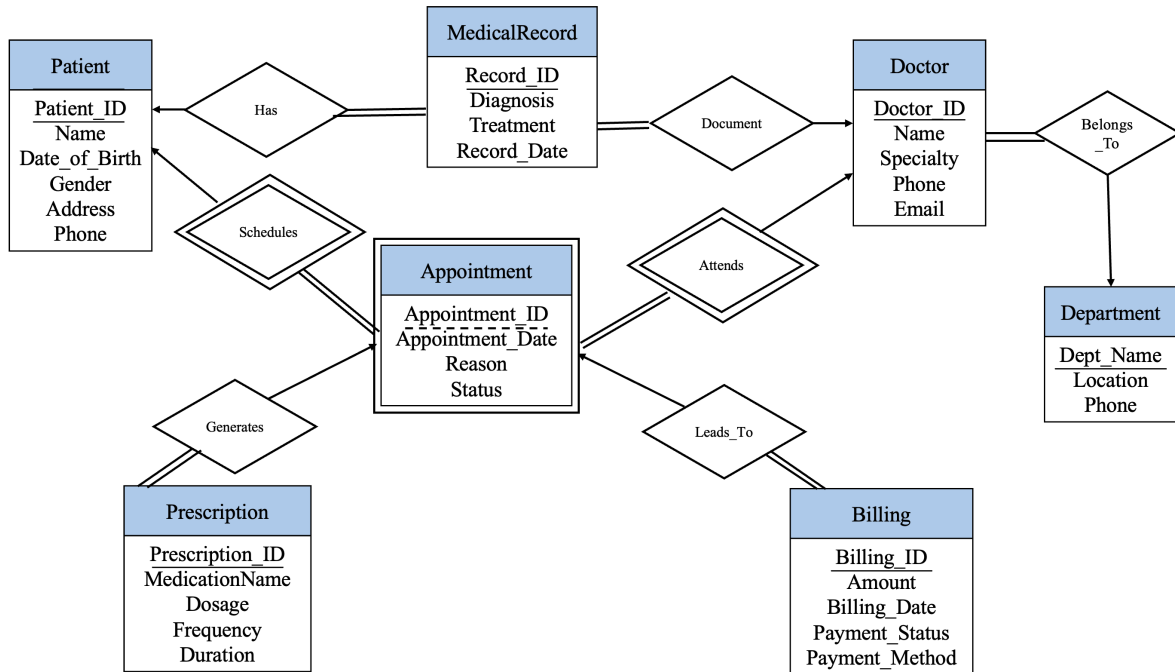 MedicalRecord
Record_ID
Diagnosis
Treatment
Record_Date
Patient
Patient_ID
Name
Date_of_Birth
Gender
Address
Phone
Has
Document
Doctor
Doctor_ID
Name
Specialty
Phone
Email
Belongs
_To
Schedules
Appointment
Appointment_ID
Appointment_Date
Reason
Status
Attends
Department
Dept_Name
Location
Phone
Generates
Leads_To
Prescription
Prescription_ID
MedicationName
Dosage
Frequency
Duration
Billing
Billing_ID
Amount
Billing_Date
Payment_Status
Payment_Method